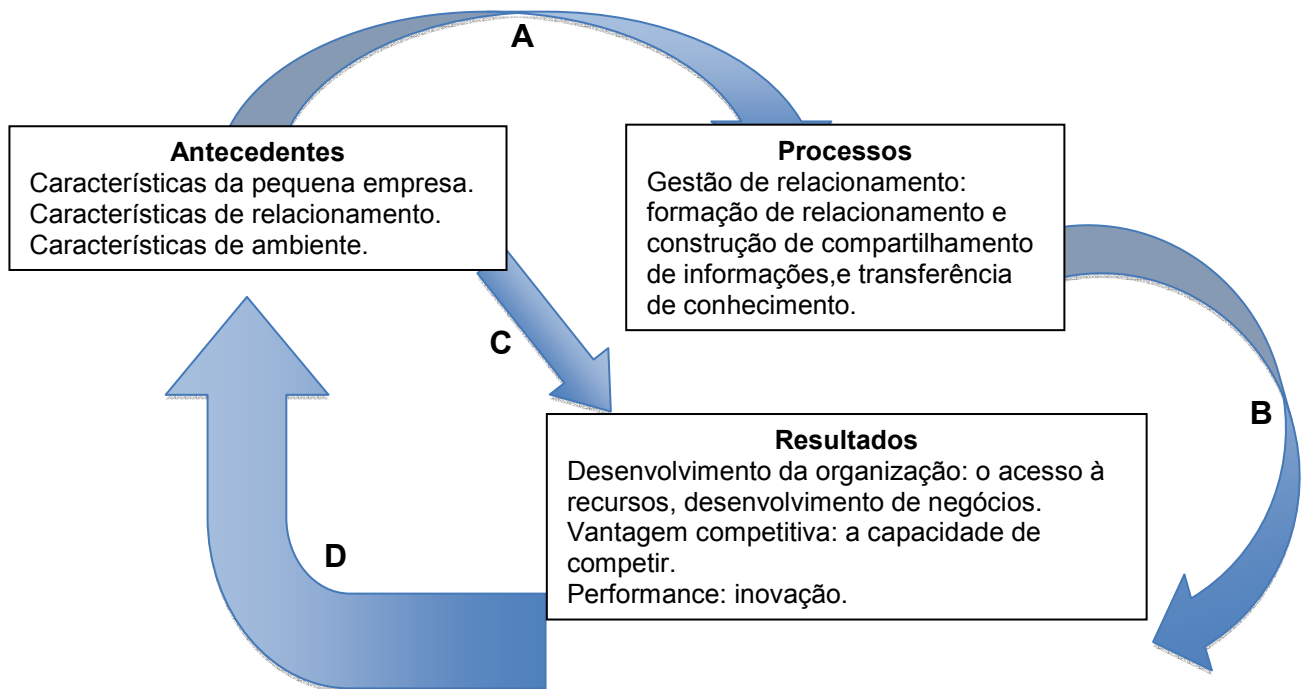 A
Antecedentes
Características da pequena empresa.
Características de relacionamento.
Características de ambiente.
Processos
Gestão de relacionamento:
formação de relacionamento e
construção de compartilhamento
de informações,e transferência
de conhecimento.
C
B
Resultados
Desenvolvimento da organização: o acesso à
recursos, desenvolvimento de negócios.
Vantagem competitiva: a capacidade de
competir.
Performance: inovação.
D